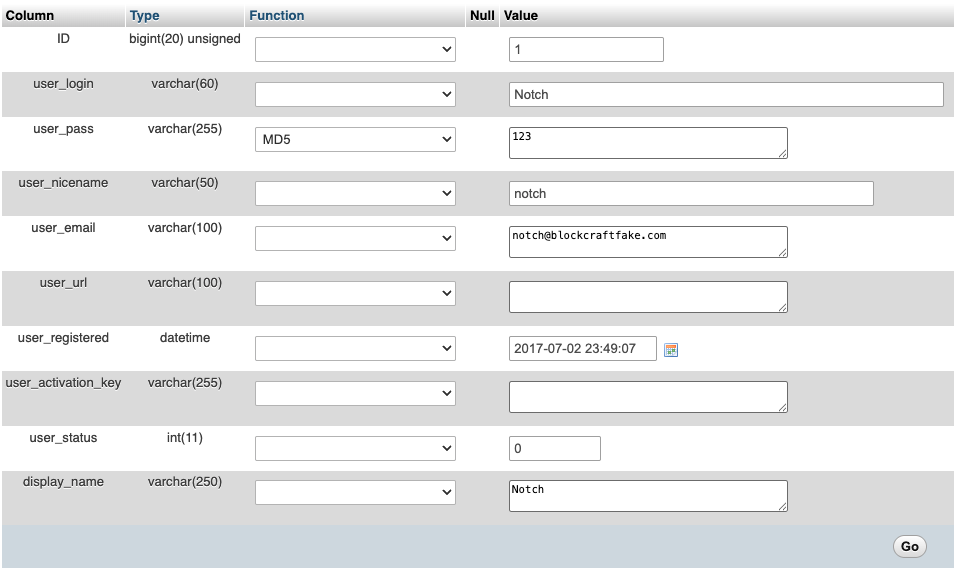 Column Type Function Null Value
ID bigint(20) unsigned 1
user_login varchar(60) Notch
user_pass varchar(255) MD5 123
user_nicename varchar(50) notch
user_email varchar(100) notch@blockcraftfake.com
user_url varchar(100)
user_registered datetime 2017-07-02 23:49:07
user_activation_key varchar(255)
user_status int(11) 0
display_name varchar(250) Notch
Go